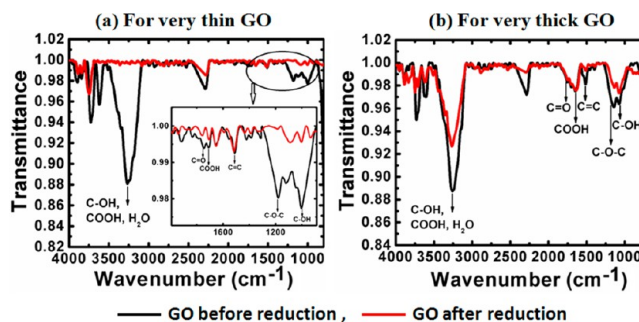 (a) For very thin GO
(b) For very thick GO
Transmittance
1.02
1.00
0.98
0.96
0.94
0.92
0.90
0.88
0.86
0.84
0.82
4000 3500 3000 2500 2000 1500 1000
C-OH,
COOH, H2O
1.00
0.99
0.98
1600
1200
C=O
COOH
C=C
C-O-C
C-OH
Wavenumber (cm-1)
Transmittance
1.02
1.00
0.98
0.96
0.94
0.92
0.90
0.88
0.86
0.84
4000 3500 3000 2500 2000 1500 1000
C=O
C=C
COOH
C-OH
C-O-C
C-OH,
COOH, H2O
Wavenumber (cm-1)
GO before reduction , GO after reduction